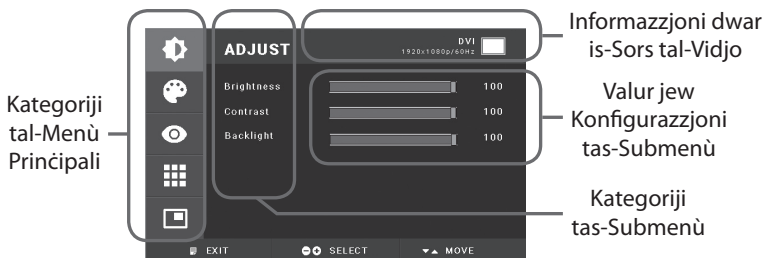 Kategoriji
tal-Menù
Prinċipali
ADJUST
DVI
1920x1080p/60Hz
Brightness 100
Contrast 100
Backlight 100
EXIT SELECT MOVE
Informazzjoni dwar
is-Sors tal-Vidjo
Valur jew
Konfigurazzjoni
tas-Submenù
Kategoriji
tas-Submenù